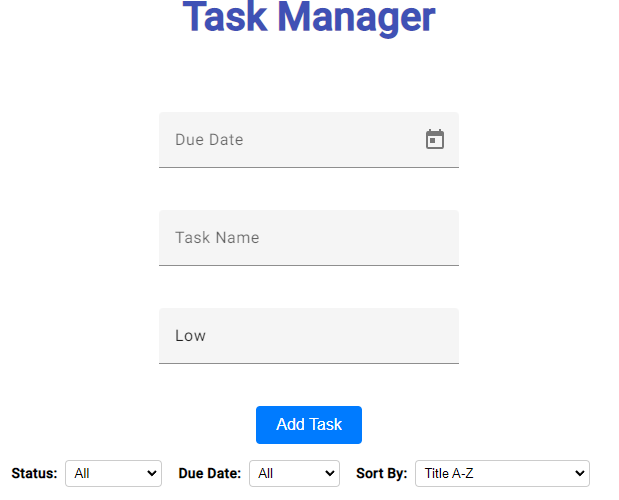 Task Manager
Due Date
Task Name
Low
Add Task
Status: All Due Date: All Sort By: Title A-Z